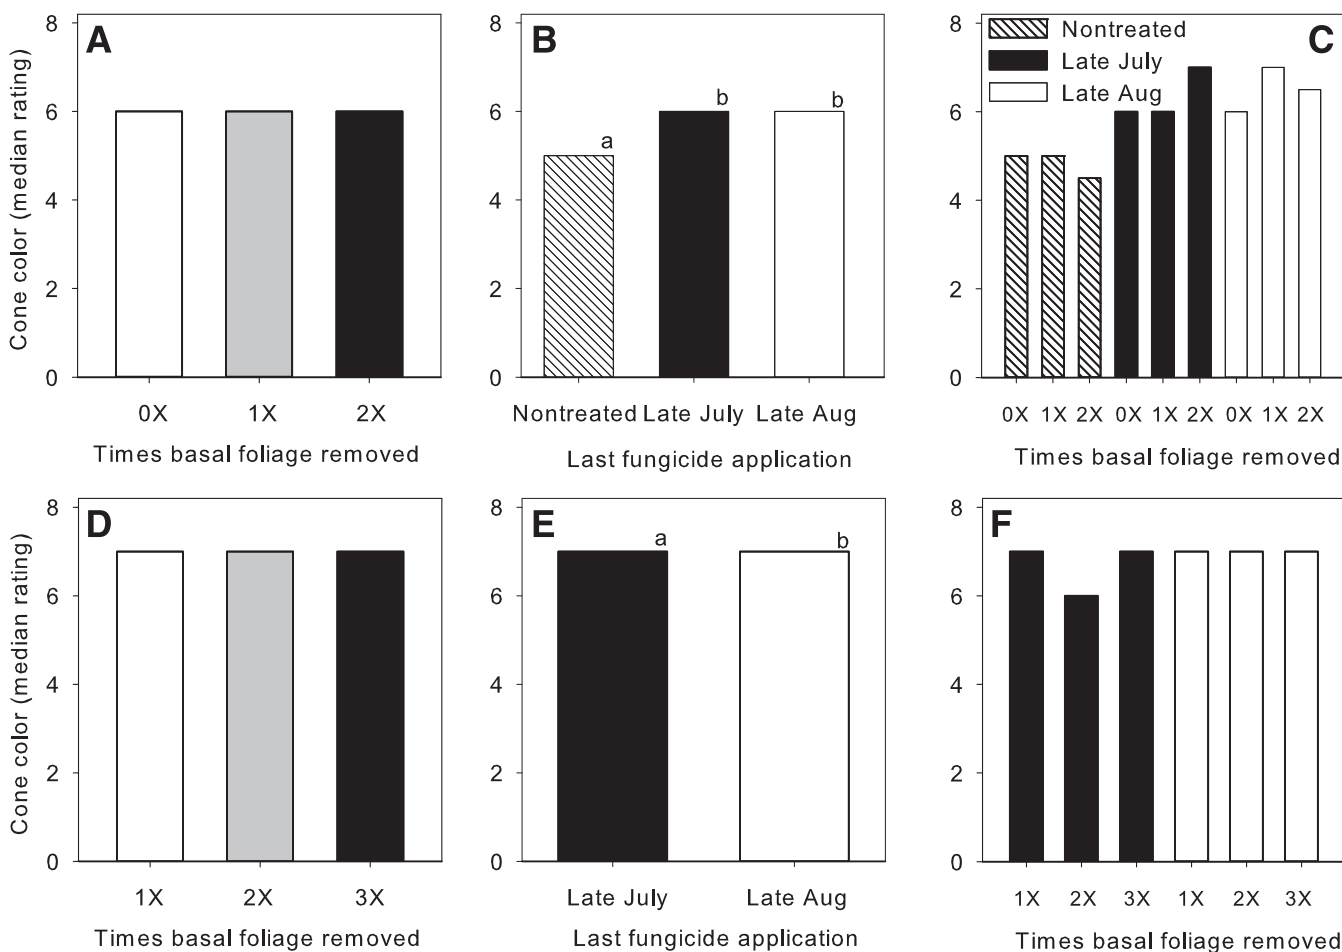 A
Cone color (median rating)
8
6
4
2
0
0X 1X 2X
Times basal foliage removed
B
8
6
4
2
0
a
b
b
Nontreated Late July Late Aug
Last fungicide application
C
Nontreated
Late July
Late Aug
8
6
4
2
0
0X 1X 2X 0X 1X 2X 0X 1X 2X
Times basal foliage removed
D
Cone color (median rating)
8
6
4
2
0
1X 2X 3X
Times basal foliage removed
E
8
6
4
2
0
a
b
Late July Late Aug
Last fungicide application
F
8
6
4
2
0
1X 2X 3X 1X 2X 3X
Times basal foliage removed